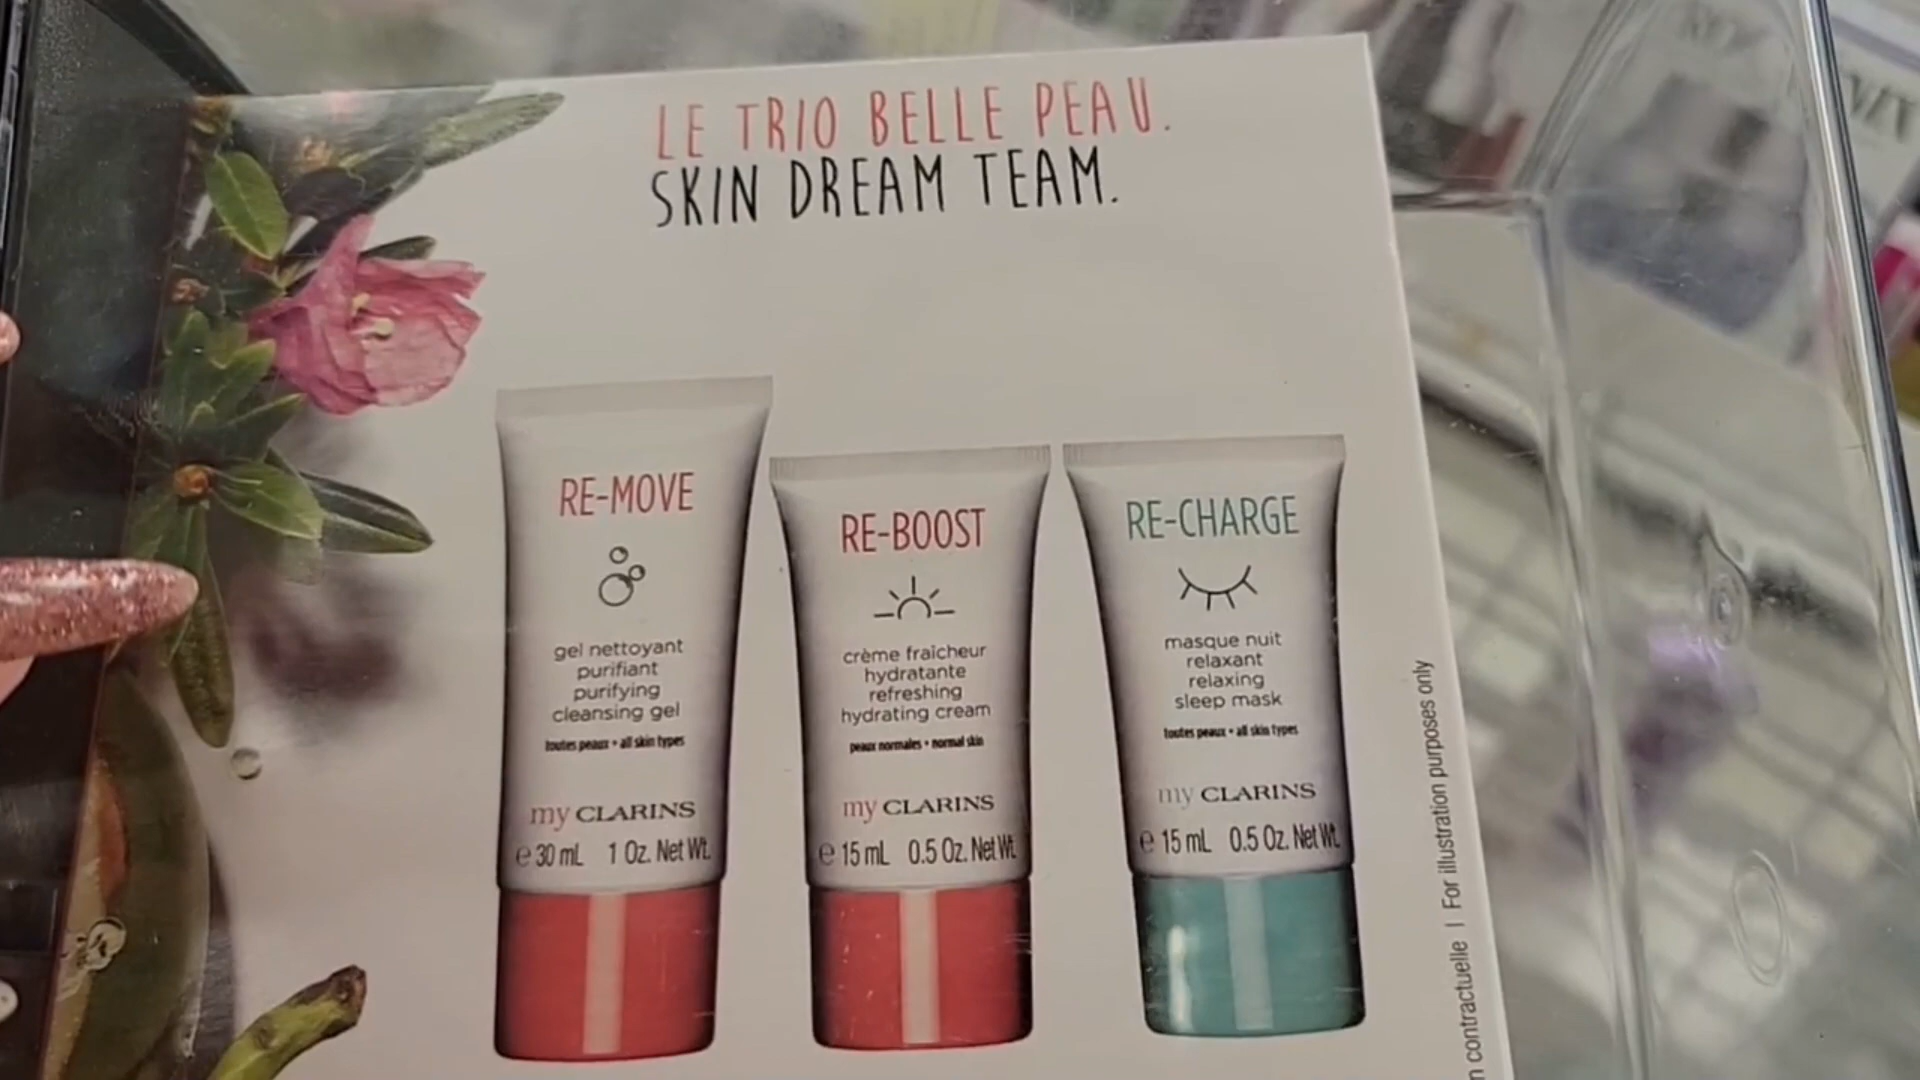 LE TRIO BELLE PEAU.
SKIN DREAM TEAM.
RE-MOVE
gel nettoyant
purifiant
purifying
cleansing gel
toutes peaux • all skin types
my CLARINS
e 30 mL 1 Oz. Net Wt.
RE-BOOST
crème fraîcheur
hydratante
refreshing
hydrating cream
peaux normales • normal skin
my CLARINS
e 15 mL 0.5 Oz. Net Wt.
RE-CHARGE
masque nuit
relaxant
relaxing
sleep mask
toutes peaux • all skin types
my CLARINS
e 15 mL 0.5 Oz. Net Wt.
contractuelle | For illustration purposes only